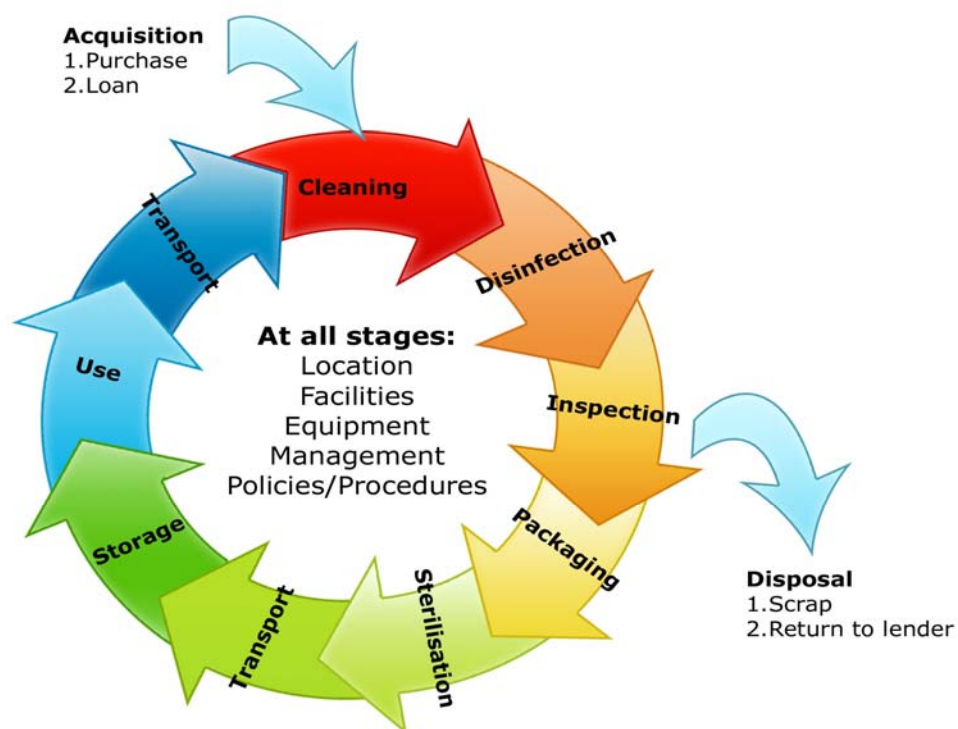 Acquisition
1.Purchase
2.Loan
Cleaning
Disinfection
Inspection
Packaging
Sterilisation
Transport
Storage
Use
Transport
At all stages:
Location
Facilities
Equipment
Management
Policies/Procedures
Disposal
1.Scrap
2.Return to lender